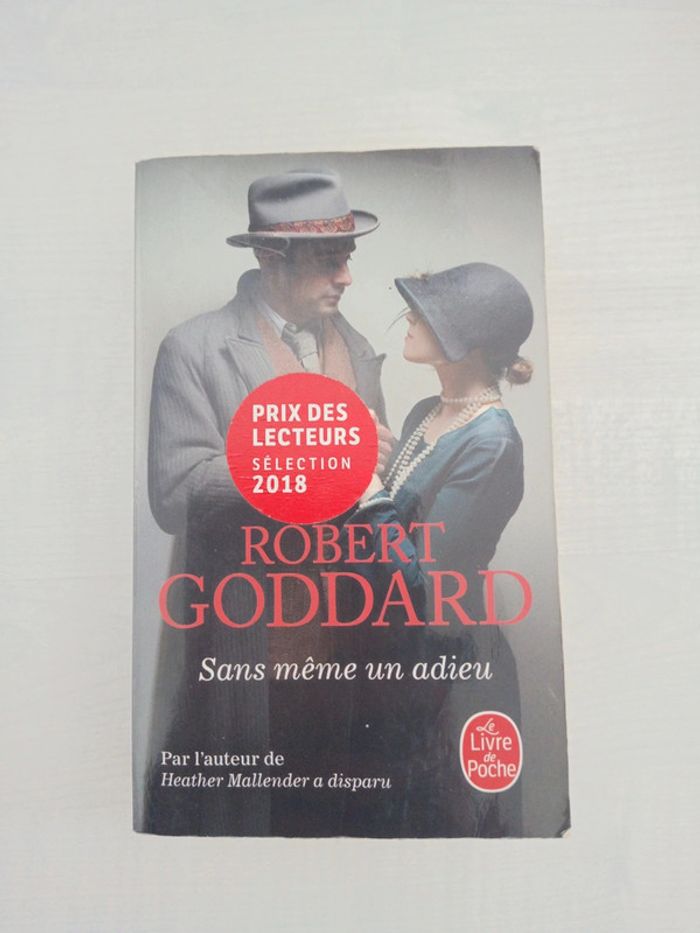 PRIX DES
LECTEURS
SÉLECTION
2018
ROBERT
GODDARD
Sans même un adieu
Par l'auteur de
Heather Mallender a disparu
Le
Livre
de
Poche